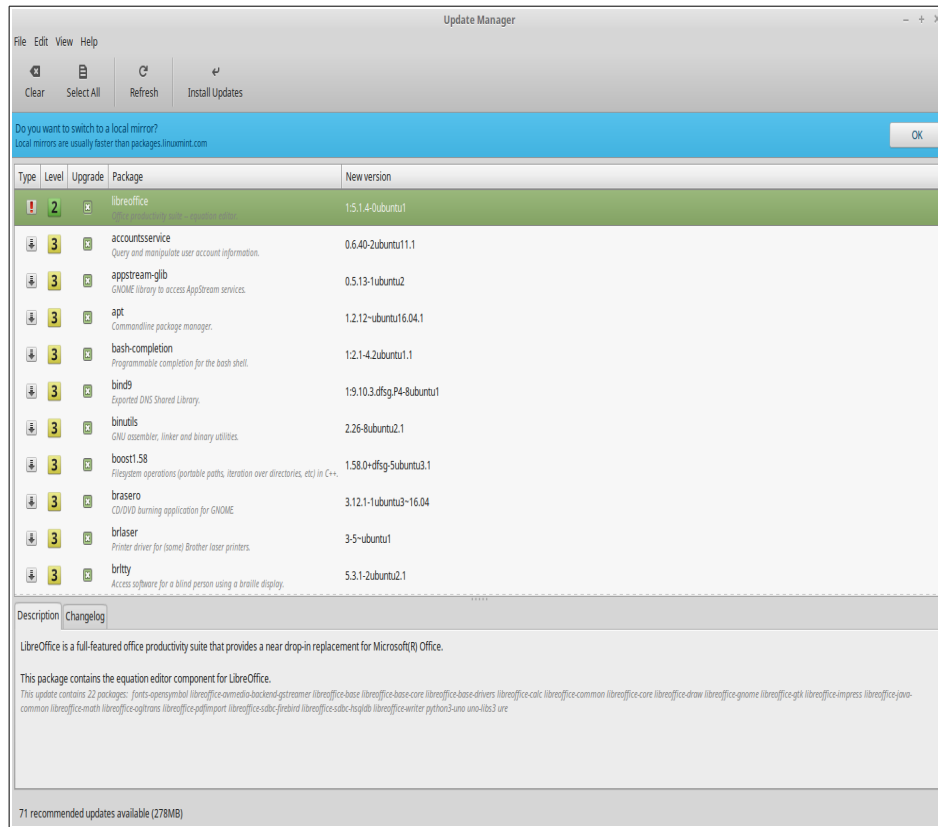 Update Manager
File Edit View Help
Clear Select All Refresh Install Updates
Do you want to switch to a local mirror?
Local mirrors are usually faster than packages.linuxmint.com
OK
Type Level Upgrade Package New version
libreoffice
2 1:5.1.4-0ubuntu1
Office productivity suite – equation editor.
accountsservice
3 0.6.40-2ubuntu11.1
Query and manipulate user account information.
appstream-glib
3 0.5.13-1ubuntu2
GNOME library to access AppStream services.
apt
3 1.2.12~ubuntu16.04.1
Commandline package manager.
bash-completion
3 1:2.1-4.2ubuntu1.1
Programmable completion for the bash shell.
bind9
3 1:9.10.3.dfsg.P4-8ubuntu1
Exported DNS Shared Library.
binutils
3 2.26-8ubuntu2.1
GNU assembler, linker and binary utilities.
boost1.58
3 1.58.0+dfsg-5ubuntu3.1
Filesystem operations (portable paths, iteration over directories, etc) in C++.
brasero
3 3.12.1-1ubuntu3~16.04
CD/DVD burning application for GNOME.
brlaser
3 3-5~ubuntu1
Printer driver for (some) Brother laser printers.
brltty
3 5.3.1-2ubuntu2.1
Access software for a blind person using a braille display.
Description Changelog
LibreOffice is a full-featured office productivity suite that provides a near drop-in replacement for Microsoft(R) Office.
This package contains the equation editor component for LibreOffice.
This update contains 22 packages: fonts-opensymbol libreoffice-avmedia-backend-gstreamer libreoffice-base libreoffice-base-core libreoffice-base-drivers libreoffice-calc libreoffice-common libreoffice-core libreoffice-draw libreoffice-gnome libreoffice-gtk libreoffice-impress libreoffice-java-
common libreoffice-math libreoffice-ogltrans libreoffice-pdfimport libreoffice-sdbc-firebird libreoffice-sdbc-hsqldb libreoffice-writer python3-uno uno-libs3 ure
71 recommended updates available (278MB)